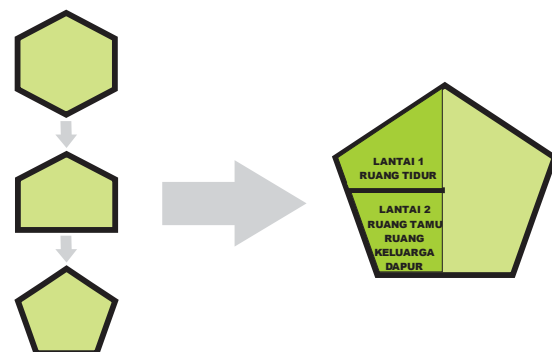 LANTAI 1
RUANG TIDUR
LANTAI 2
RUANG TAMU
RUANG
KELUARGA
DAPUR